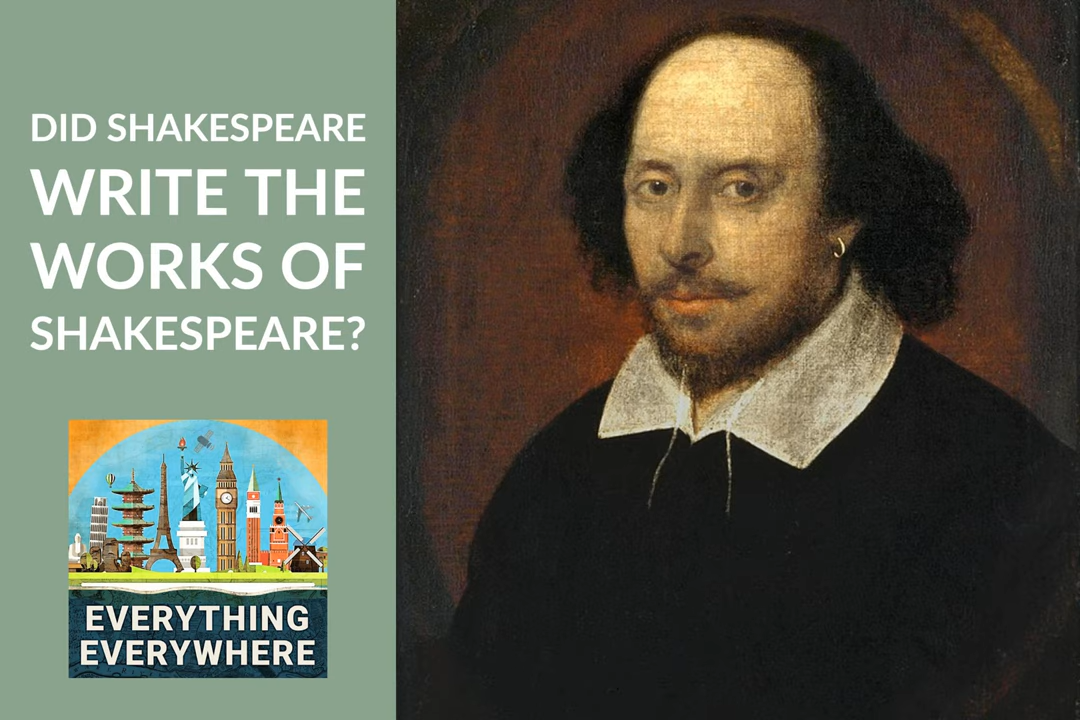 DID SHAKESPEARE
WRITE THE
WORKS OF
SHAKESPEARE?
EVERYTHING
EVERYWHERE